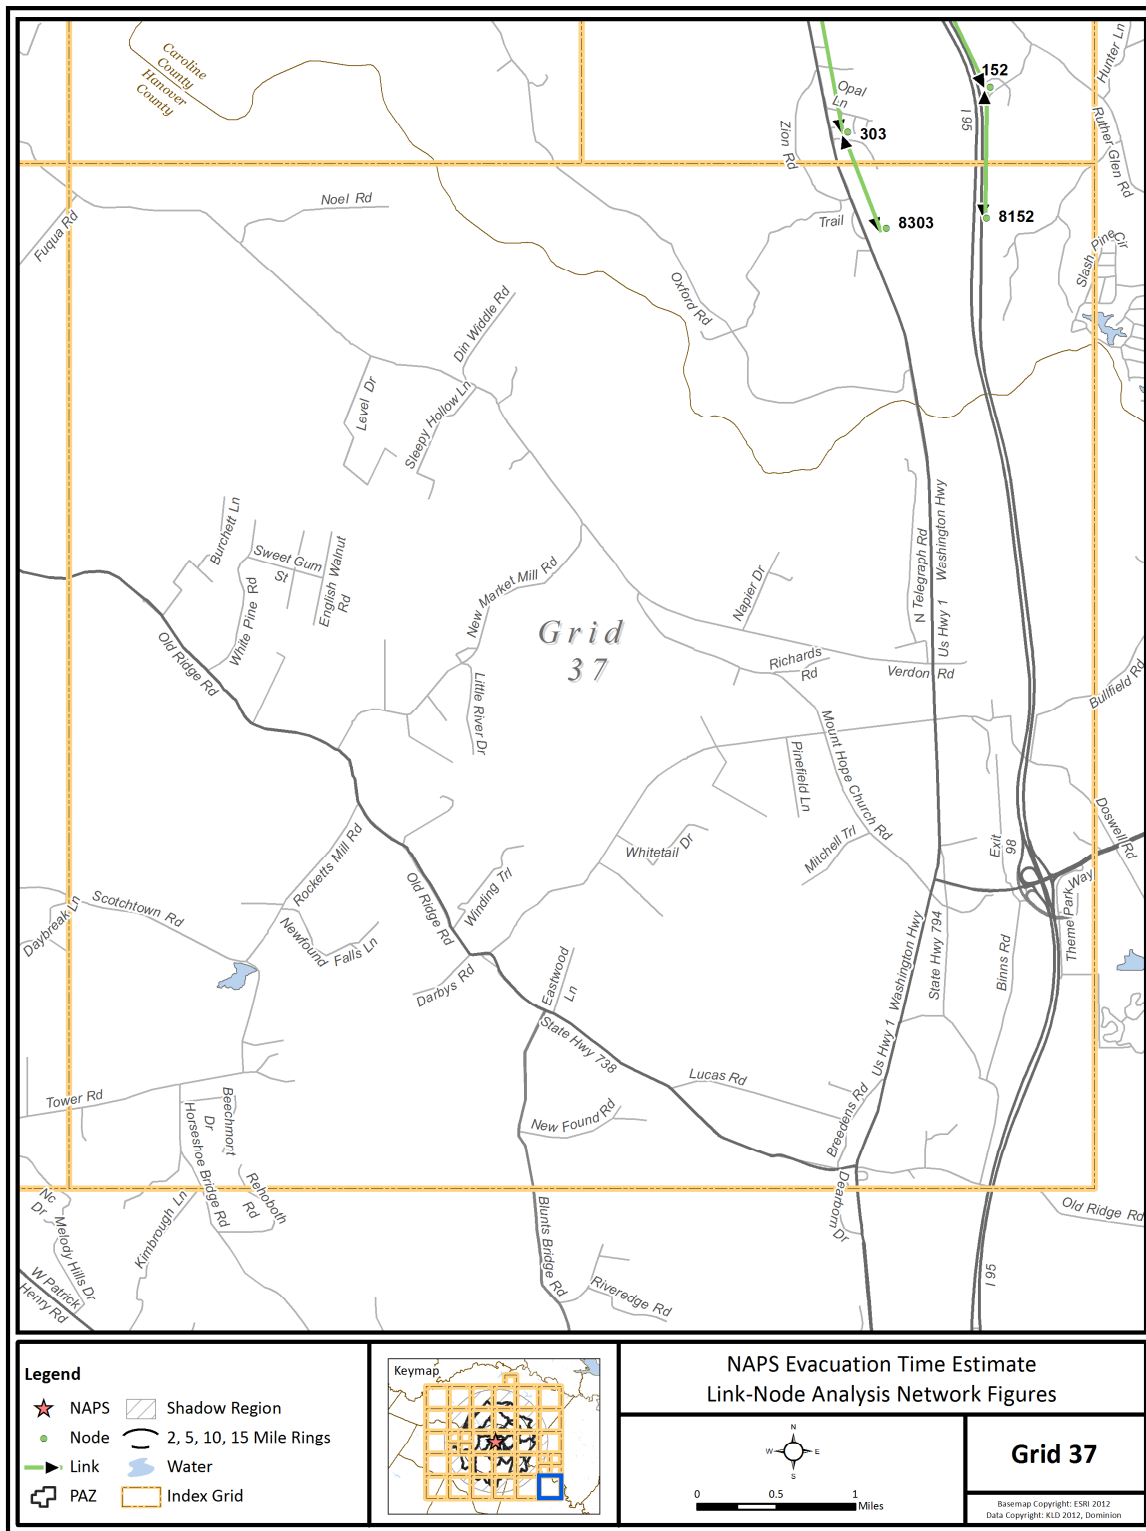 Caroline
County
Hanover
County
Opal
Ln
152
303
I 95
Hunter Ln
Zion Rd
Ruther Glen Rd
Noel Rd
Fuqua Rd
Trail
8303
8152
Slash Pine
Cir
Oxford Rd
Din Widdle Rd
Level Dr
Sleepy Hollow Ln
Burchett Ln
Sweet Gum
St
English Walnut
Rd
White Pine Rd
New Market Mill Rd
Napier Dr
N Telegraph Rd
Us Hwy 1 Washington Hwy
Grid
37
Old Ridge Rd
Little River Dr
Richards
Rd
Verdon Rd
Bullfield Rd
Mount Hope Church Rd
Pinefield Ln
Mitchell Trl
Whitetail Dr
Exit
98
Doswell Rd
Rocketts Mill Rd
Old Ridge Rd
Winding Trl
Theme Park Way
Scotchtown Rd
Daybreak Ln
Newfound
Falls Ln
Darbys Rd
Eastwood
Ln
Us Hwy 1 Washington Hwy
State Hwy 794
Binns Rd
State Hwy 738
Lucas Rd
Tower Rd
Beechmont
Dr
Horseshoe Bridge Rd
New Found Rd
Breedens Rd
Rehoboth
Rd
Nc
Dr
Melody Hills Dr
Kimbrough Ln
Blunts Bridge Rd
Dearborn
Dr
Old Ridge Rd
W Patrick
Henry Rd
Riveredge Rd
I 95
Legend
NAPS
Shadow Region
Node
2, 5, 10, 15 Mile Rings
Link
Water
PAZ
Index Grid
Keymap
NAPS Evacuation Time Estimate
Link-Node Analysis Network Figures
N
W
E
S
0
0.5
1
Miles
Grid 37
Basemap Copyright: ESRI 2012
Data Copyright: KLD 2012, Dominion